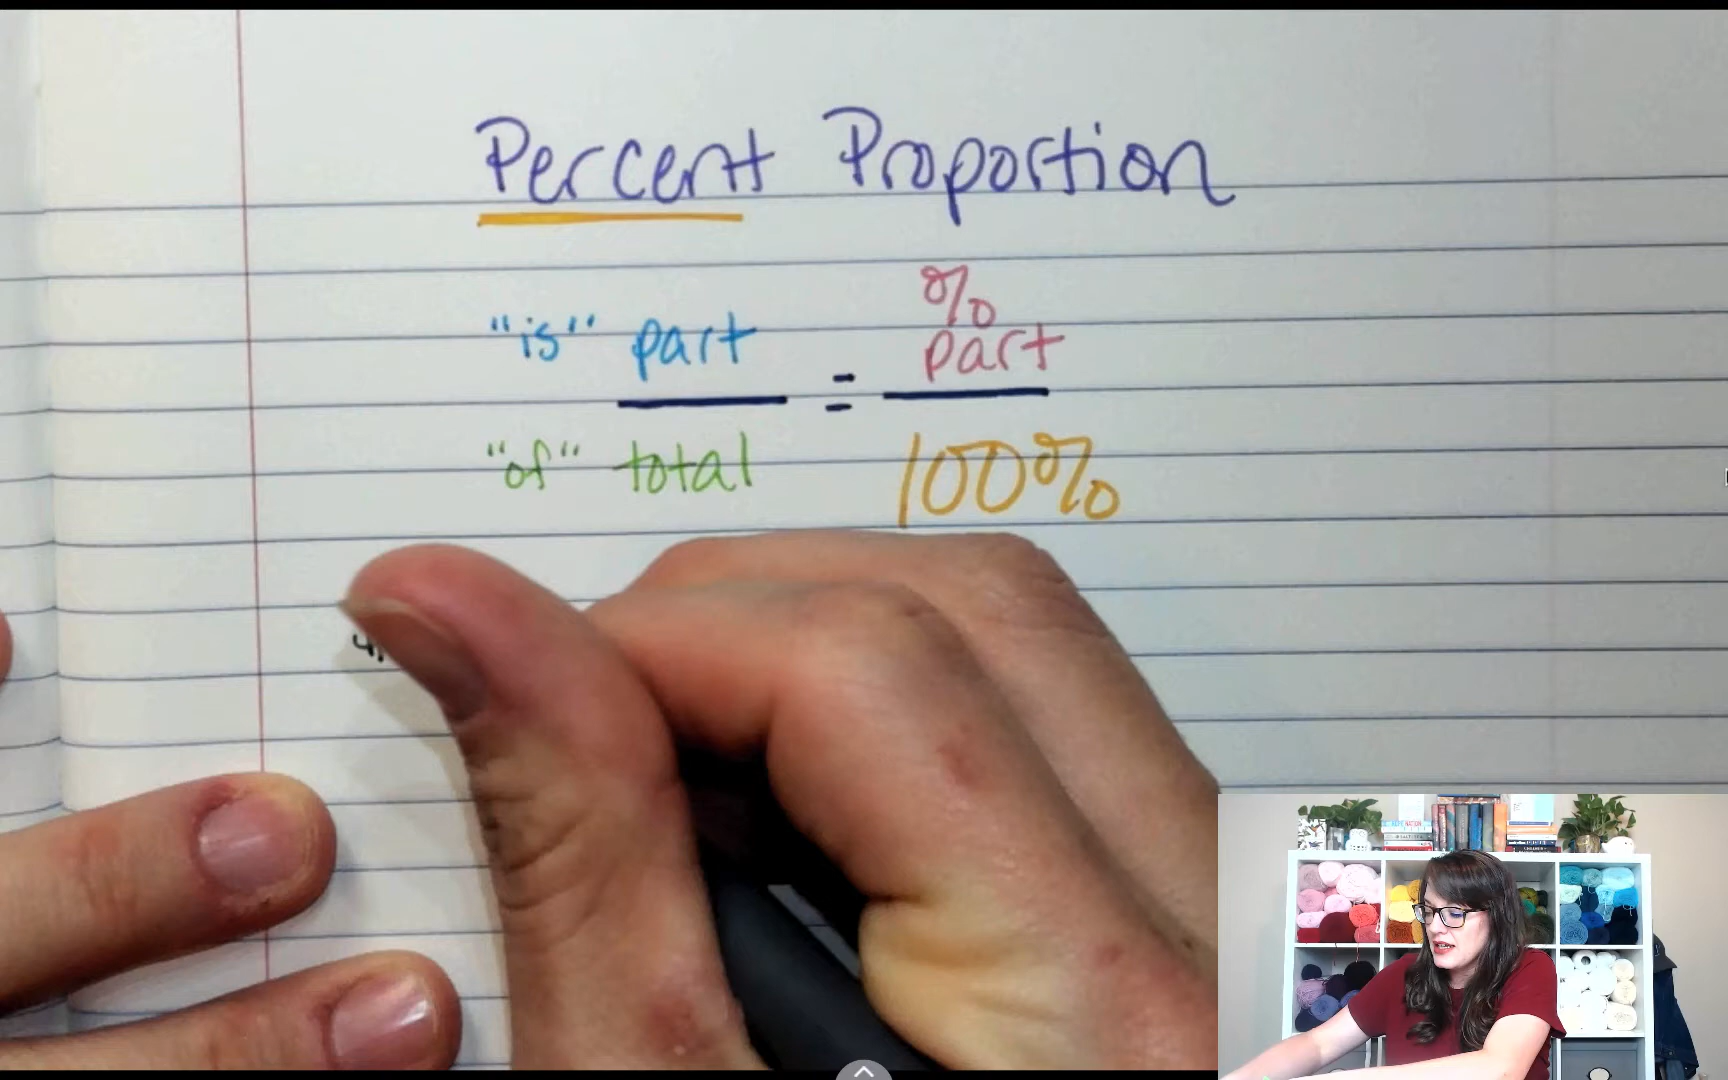 Percent Proportion
%
"is" part = part
"of" total 100%